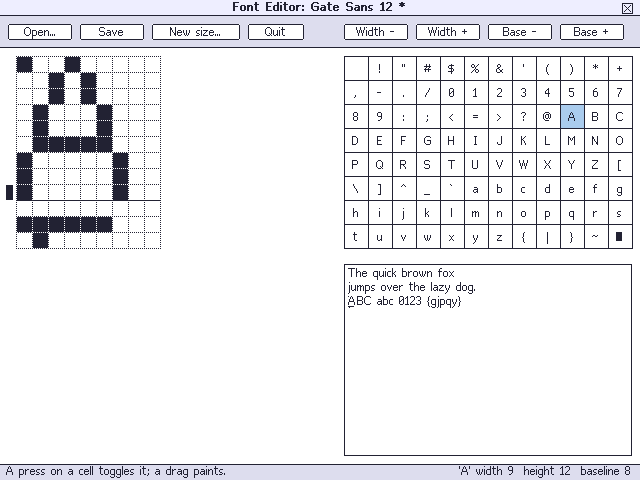 Font Editor: Gate Sans 12 *
Open... Save New size... Quit Width - Width + Base - Base +
! " # $ % & ' ( ) * +
, - . / 0 1 2 3 4 5 6 7
8 9 : ; < = > ? @ A B C
D E F G H I J K L M N O
P Q R S T U V W X Y Z [
\ ] ^ _ ` a b c d e f g
h i j k l m n o p q r s
t u v w x y z { | } ~
The quick brown fox
jumps over the lazy dog.
ABC abc 0123 {gjpqy}
A press on a cell toggles it; a drag paints.
'A' width 9 height 12 baseline 8